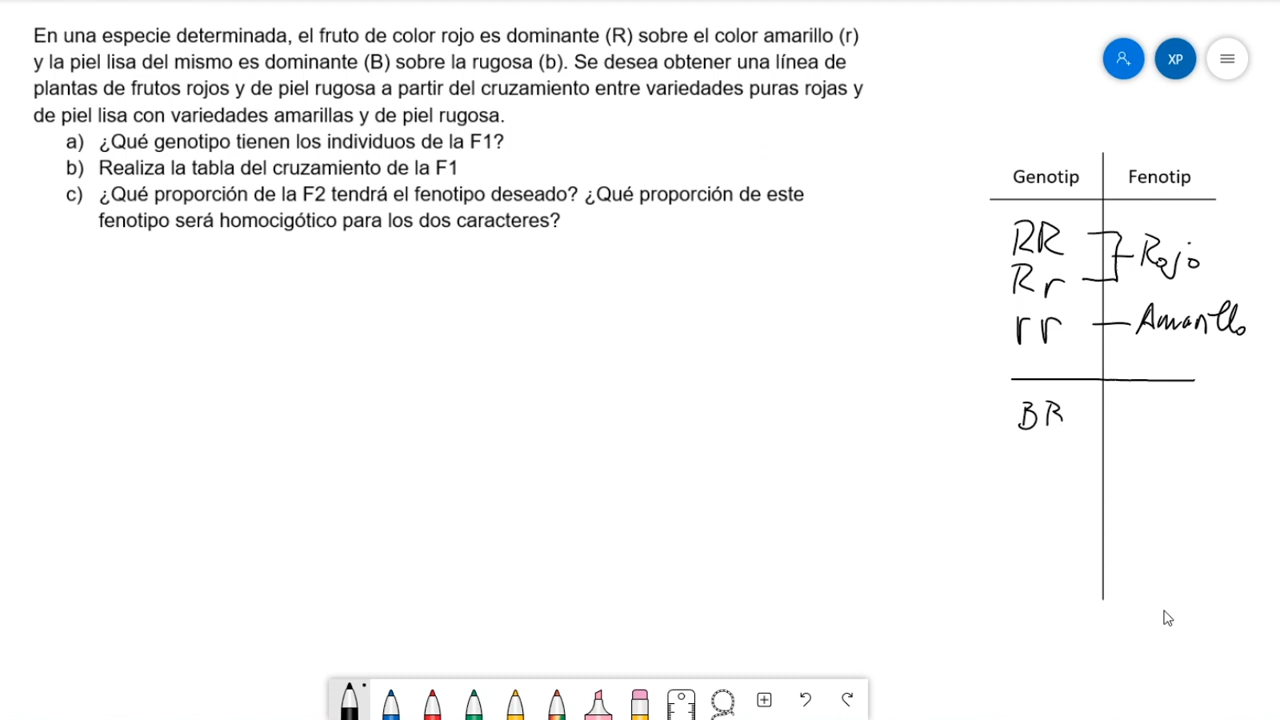 En una especie determinada, el fruto de color rojo es dominante (R) sobre el color amarillo (r)
y la piel lisa del mismo es dominante (B) sobre la rugosa (b). Se desea obtener una línea de
plantas de frutos rojos y de piel rugosa a partir del cruzamiento entre variedades puras rojas y
de piel lisa con variedades amarillas y de piel rugosa.
a) ¿Qué genotipo tienen los individuos de la F1?
b) Realiza la tabla del cruzamiento de la F1
c) ¿Qué proporción de la F2 tendrá el fenotipo deseado? ¿Qué proporción de este
fenotipo será homocigótico para los dos caracteres?
XP
Genotip Fenotip
RR
Rojo
Rr
rr Amarillo
BB